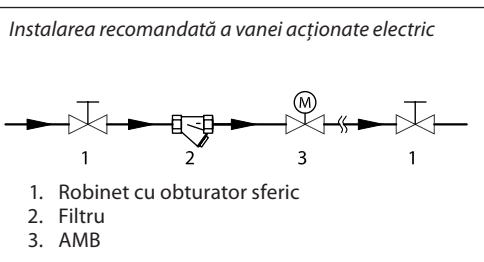 Instalarea recomandată a vanei acționate electric
M
1 2 3 1
1. Robinet cu obturator sferic
2. Filtru
3. AMB